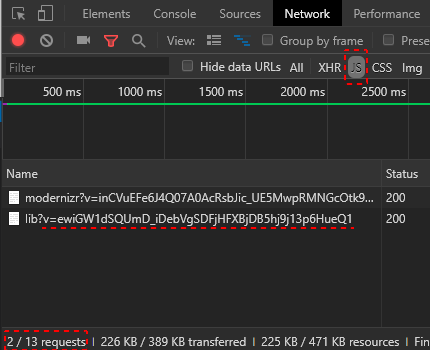 Elements Console Sources Network Performance
View: Group by frame Prese
Filter Hide data URLs All XHR JS CSS Img
500 ms 1000 ms 1500 ms 2000 ms 2500 ms
Name Status
modernizr?v=inCVuEFe6J4Q07A0AcRsbJic_UE5MwpRMNGcOtk9... 200
lib?v=ewiGW1dSQUmD_iDebVgSDFjHFXBjDB5hj9j13p6HueQ1 200
2 / 13 requests 226 KB / 389 KB transferred 225 KB / 471 KB resources Fin